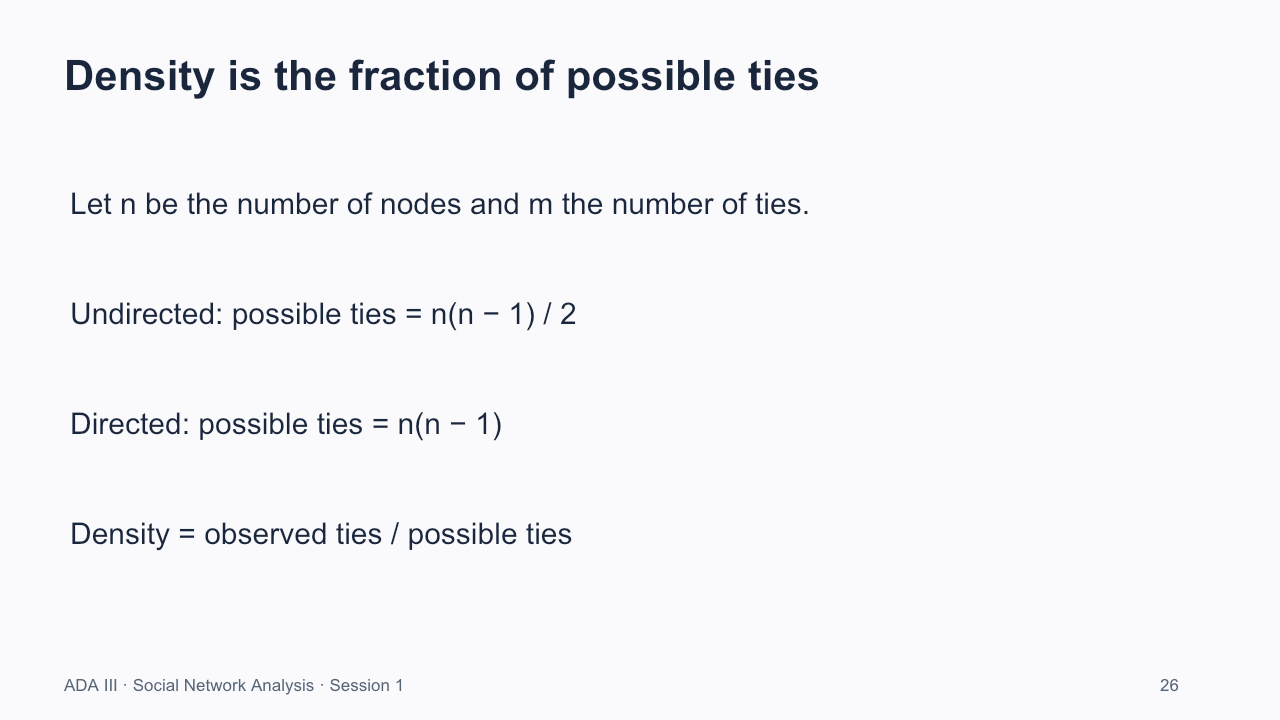 Density is the fraction of possible ties
Let n be the number of nodes and m the number of ties.
Undirected: possible ties = n(n − 1) / 2
Directed: possible ties = n(n − 1)
Density = observed ties / possible ties
ADA III · Social Network Analysis · Session 1
26